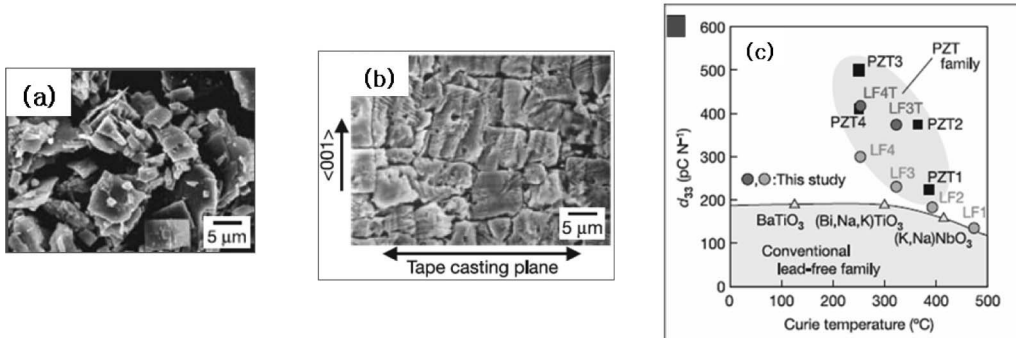 (a)
5 μm
(b)
<001>
5 μm
Tape casting plane
(c)
600
500
400
300
200
100
0
d33 (pC N–1)
PZT3
PZT
family
LF4T
LF3T
PZT4
PZT2
LF4
LF3
PZT1
LF2
LF1
,  :This study
BaTiO3
(Bi,Na,K)TiO3
(K,Na)NbO3
Conventional
lead-free family
0 100 200 300 400 500
Curie temperature (ºC)